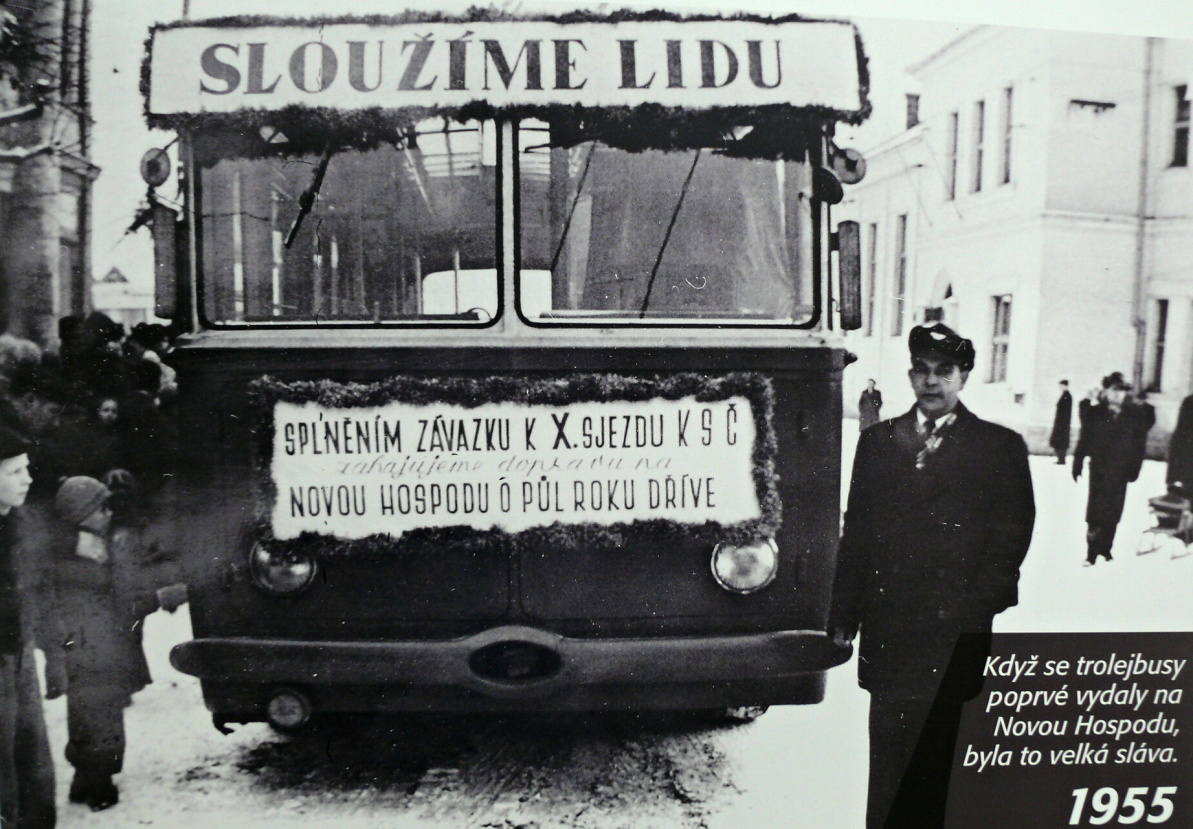 SLOUŽÍME LIDU
SPLNĚNÍM ZÁVAZKU K X. SJEZDU K S Č
zahajujeme dopravu na
NOVOU HOSPODU O PŮL ROKU DŘÍVE
Když se trolejbusy
poprvé vydaly na
Novou Hospodu,
byla to velká sláva.
1955